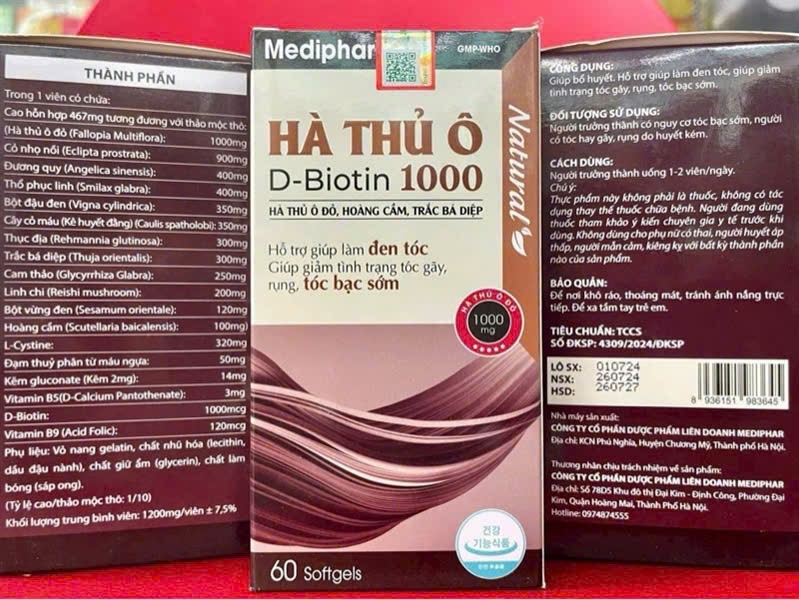 THÀNH PHẦN
Trong 1 viên có chứa:
Cao hỗn hợp 467mg tương đương với thảo mộc thô:
(Hà thủ ô đỏ (Fallopia Multiflora): 1000mg
Cỏ nhọ nồi (Eclipta prostrata): 900mg
Đương quy (Angelica sinensis): 400mg
Thổ phục linh (Smilax glabra): 400mg
Bột đậu đen (Vigna cylindrica): 350mg
Cây cỏ máu (Kê huyết đằng) (Caulis spatholobi): 350mg
Thục địa (Rehmannia glutinosa): 300mg
Trắc bá diệp (Thuja orientalis): 300mg
Cam thảo (Glycyrrhiza Glabra): 250mg
Linh chi (Reishi mushroom): 200mg
Bột vừng đen (Sesamum orientale): 120mg
Hoàng cầm (Scutellaria baicalensis): 100mg)
L-Cystine: 320mg
Đạm thuỷ phân từ máu ngựa: 50mg
Kẽm gluconate (Kẽm 2mg): 14mg
Vitamin B5(D-Calcium Pantothenate): 3mg
D-Biotin: 1000mcg
Vitamin B9 (Acid Folic): 120mcg
Phụ liệu: Vỏ nang gelatin, chất nhũ hóa (lecithin,
dầu đậu nành), chất giữ ẩm (glycerin), chất làm
bóng (sáp ong).
(Tỷ lệ cao/thảo mộc thô: 1/10)
Khối lượng trung bình viên: 1200mg/viên ± 7,5%
Mediphar
GMP-WHO
HÀ THỦ Ô
D-Biotin 1000
HÀ THỦ Ô ĐỎ, HOÀNG CẦM, TRẮC BÁ DIỆP
Natural
Hỗ trợ giúp làm đen tóc
Giúp giảm tình trạng tóc gãy,
rụng, tóc bạc sớm
HÀ THỦ Ô ĐỎ
1000
mg
건강
기능식품
60 Softgels
CÔNG DỤNG:
Giúp bổ huyết. Hỗ trợ giúp làm đen tóc, giúp giảm
tình trạng tóc gãy, rụng, tóc bạc sớm.
ĐỐI TƯỢNG SỬ DỤNG:
Người trưởng thành có nguy cơ tóc bạc sớm, người
có tóc hay gãy, rụng do huyết kém.
CÁCH DÙNG:
Người trưởng thành uống 1-2 viên/ngày.
Chú ý:
Thực phẩm này không phải là thuốc, không có tác
dụng thay thế thuốc chữa bệnh. Người đang dùng
thuốc tham khảo ý kiến chuyên gia y tế trước khi
dùng. Không dùng cho phụ nữ có thai, người huyết áp
thấp, người mẫn cảm, kiêng kỵ với bất kỳ thành phần
nào của sản phẩm.
BẢO QUẢN:
Để nơi khô ráo, thoáng mát, tránh ánh nắng trực
tiếp. Để xa tầm tay trẻ em.
TIÊU CHUẨN: TCCS
SỐ ĐKSP: 4309/2024/ĐKSP
LÔ SX: 010724
NSX: 260724
HSD: 260727
8 936151 983645
Nhà máy sản xuất:
CÔNG TY CỔ PHẦN DƯỢC PHẨM LIÊN DOANH MEDIPHAR
Địa chỉ: KCN Phú Nghĩa, Huyện Chương Mỹ, Thành phố Hà Nội.
Thương nhân chịu trách nhiệm về sản phẩm:
CÔNG TY CỔ PHẦN DƯỢC PHẨM LIÊN DOANH MEDIPHAR
Địa chỉ: Số 78D5 Khu đô thị Đại Kim - Định Công, Phường Đại
Kim, Quận Hoàng Mai, Thành Phố Hà Nội.
Hotline: 0974874555